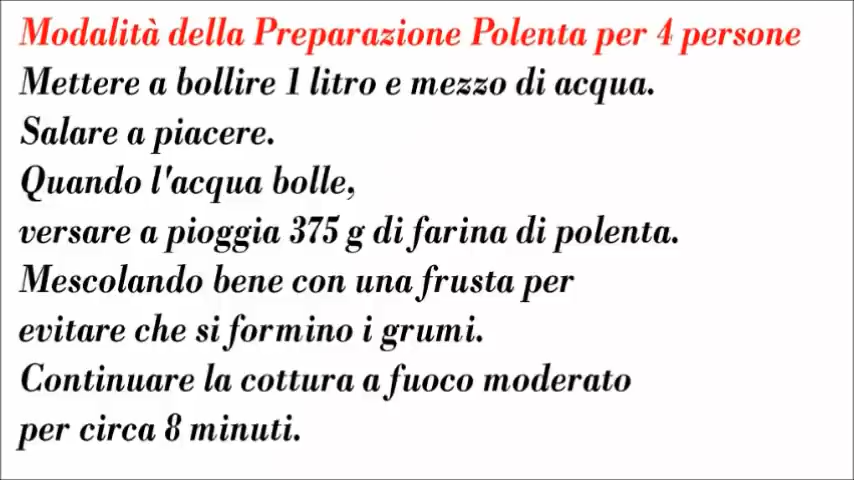 Modalità della Preparazione Polenta per 4 persone
Mettere a bollire 1 litro e mezzo di acqua.
Salare a piacere.
Quando l'acqua bolle,
versare a pioggia 375 g di farina di polenta.
Mescolando bene con una frusta per
evitare che si formino i grumi.
Continuare la cottura a fuoco moderato
per circa 8 minuti.